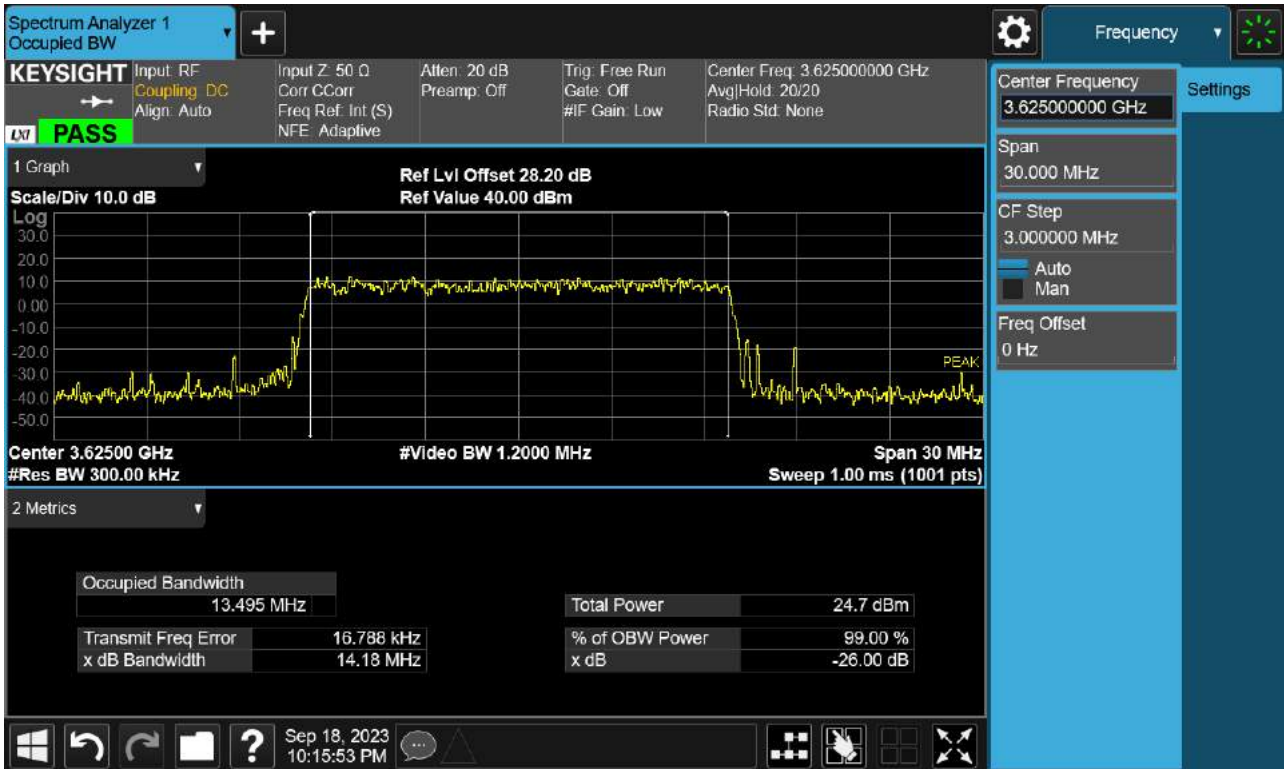 Spectrum Analyzer 1
Occupied BW
Frequency
KEYSIGHT
Input: RF
Coupling: DC
Align: Auto
Input Z: 50 Ω
Corr CCorr
Freq Ref: Int (S)
NFE: Adaptive
Atten: 20 dB
Preamp: Off
Trig: Free Run
Gate: Off
#IF Gain: Low
Center Freq: 3.625000000 GHz
Avg|Hold: 20/20
Radio Std: None
LXI
PASS
Center Frequency
3.625000000 GHz
Settings
Span
30.000 MHz
CF Step
3.000000 MHz
Auto
Man
Freq Offset
0 Hz
1 Graph
Ref Lvl Offset 28.20 dB
Scale/Div 10.0 dB
Ref Value 40.00 dBm
Log
30.0
20.0
10.0
0.00
-10.0
-20.0
-30.0
-40.0
-50.0
PEAK
Center 3.62500 GHz
#Video BW 1.2000 MHz
Span 30 MHz
#Res BW 300.00 kHz
Sweep 1.00 ms (1001 pts)
2 Metrics
Occupied Bandwidth
13.495 MHz
Total Power 24.7 dBm
Transmit Freq Error 16.788 kHz
% of OBW Power 99.00 %
x dB Bandwidth 14.18 MHz
x dB -26.00 dB
Sep 18, 2023
10:15:53 PM